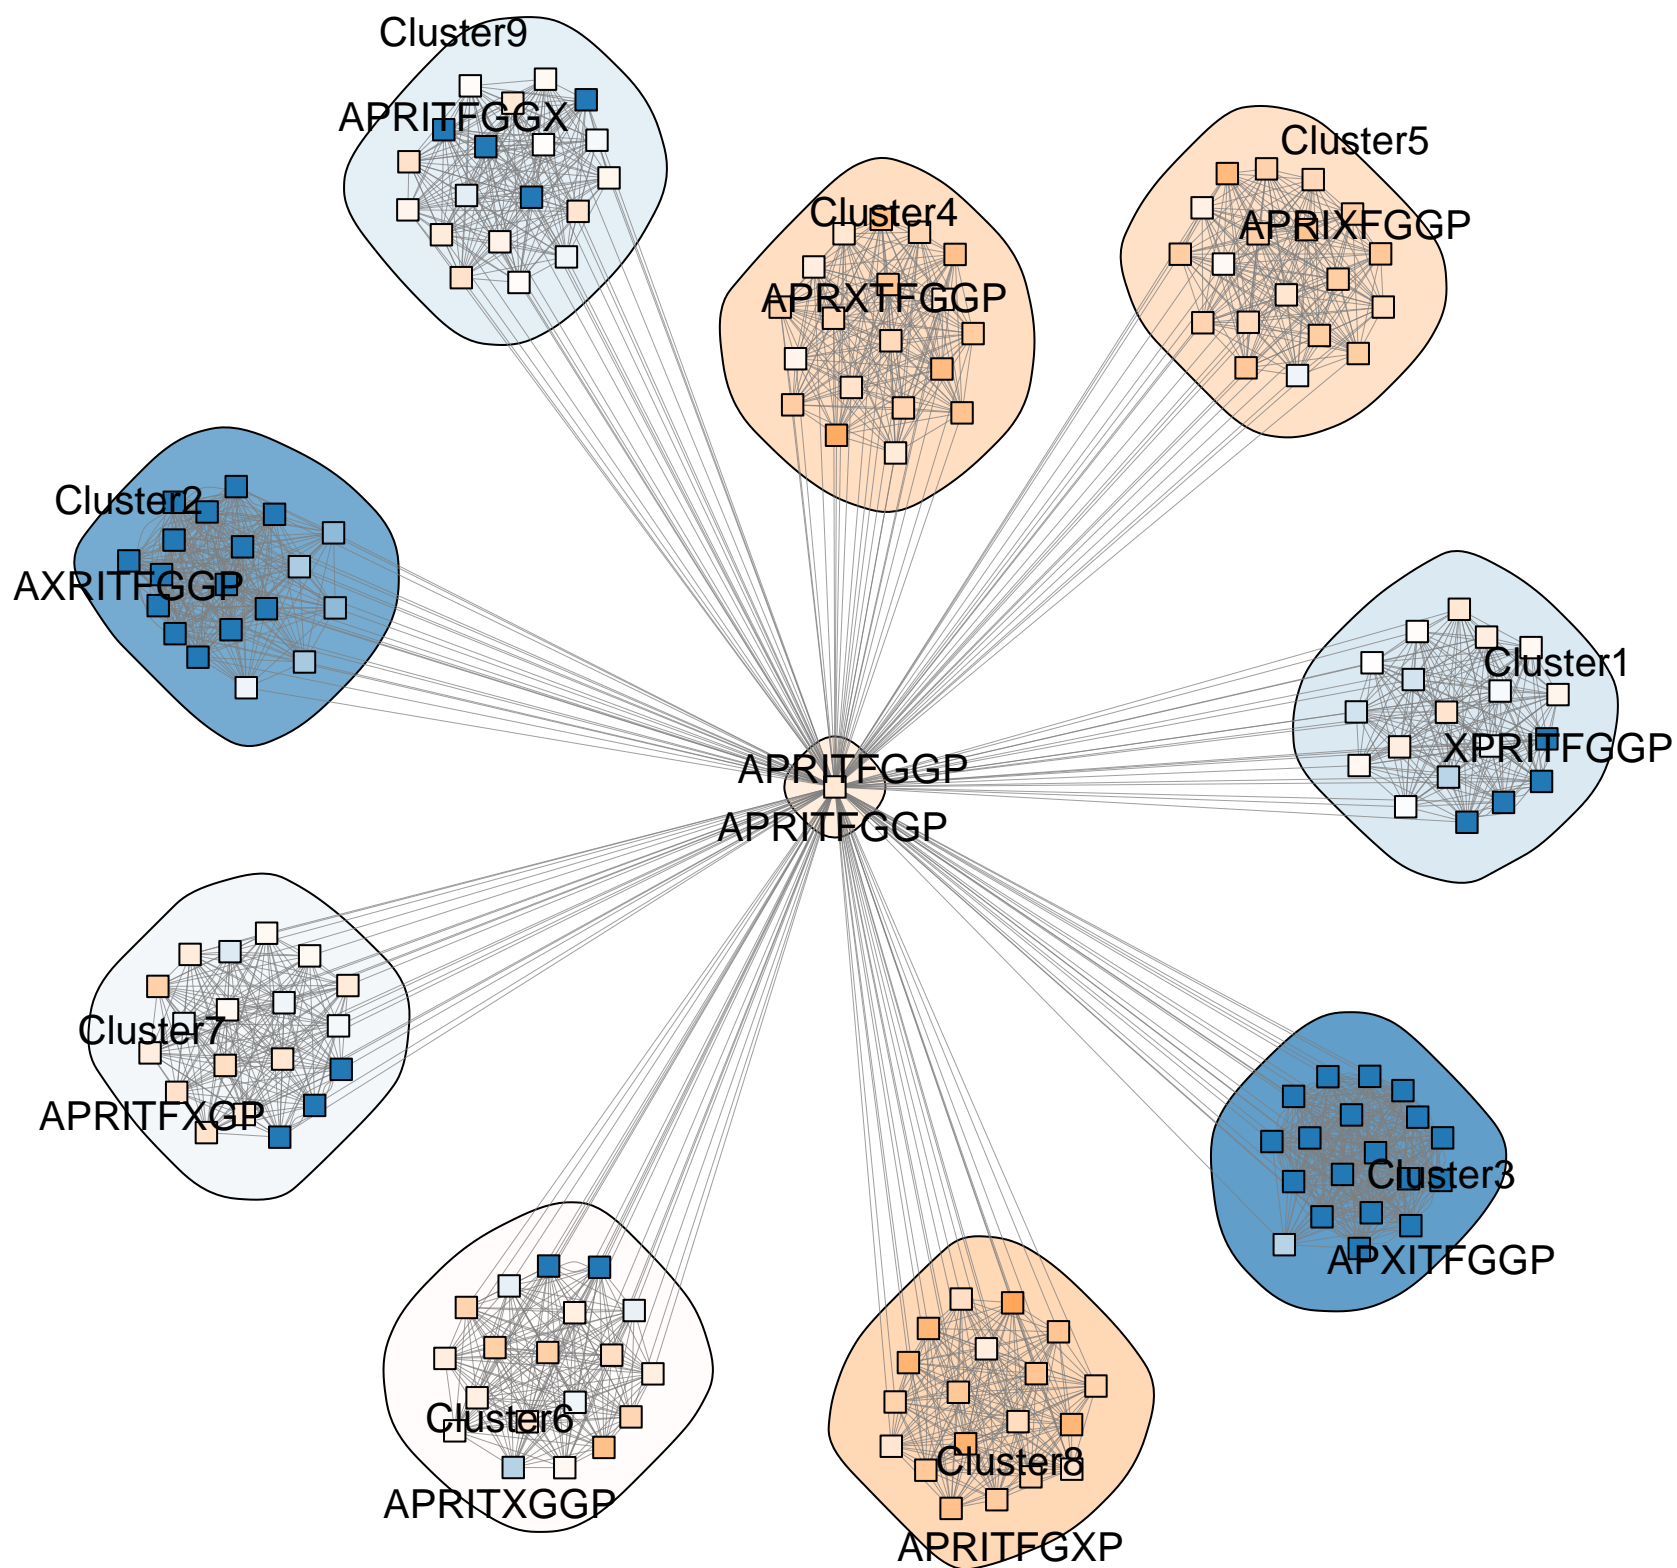 Cluster9
APRITFGGX
Cluster5
APRIXFGGP
Cluster4
APRXTFGGP
Cluster2
AXRITFGGP
Cluster1
XPRITFGGP
APRITFGGP
APRITFGGP
Cluster7
APRITFXGP
Cluster3
APXITFGGP
Cluster6
APRITXGGP
Cluster8
APRITFGXP